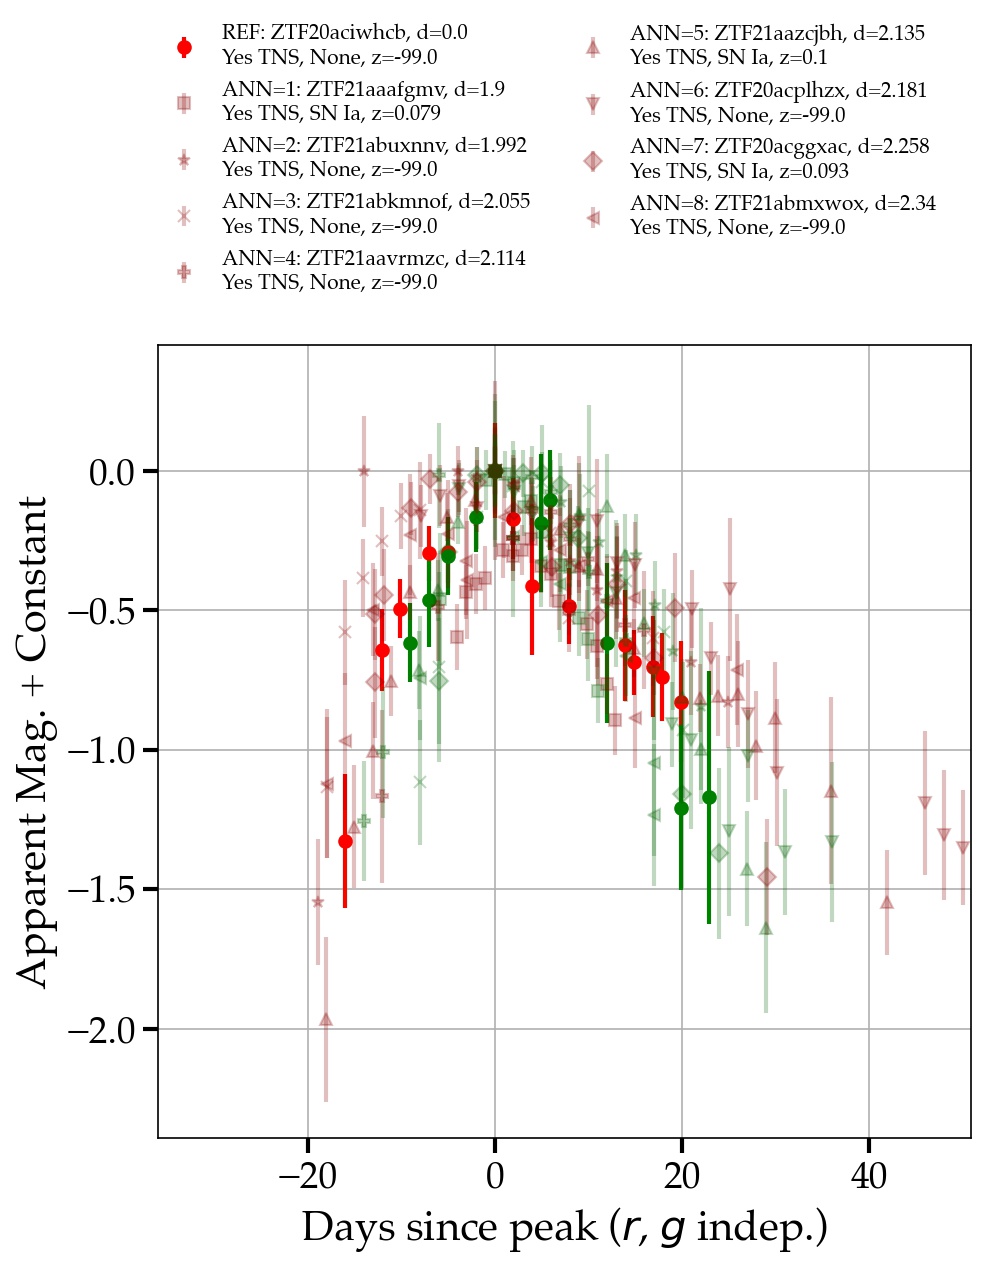 REF: ZTF20aciwhcb, d=0.0
Yes TNS, None, z=-99.0
ANN=1: ZTF21aaafgmv, d=1.9
Yes TNS, SN Ia, z=0.079
ANN=2: ZTF21abuxnnv, d=1.992
Yes TNS, None, z=-99.0
ANN=3: ZTF21abkmnof, d=2.055
Yes TNS, None, z=-99.0
ANN=4: ZTF21aavrmzc, d=2.114
Yes TNS, None, z=-99.0
ANN=5: ZTF21aazcjbh, d=2.135
Yes TNS, SN Ia, z=0.1
ANN=6: ZTF20acplhzx, d=2.181
Yes TNS, None, z=-99.0
ANN=7: ZTF20acggxac, d=2.258
Yes TNS, SN Ia, z=0.093
ANN=8: ZTF21abmxwox, d=2.34
Yes TNS, None, z=-99.0
Apparent Mag. + Constant
0.0
−0.5
−1.0
−1.5
−2.0
−20
0
20
40
Days since peak (r, g indep.)